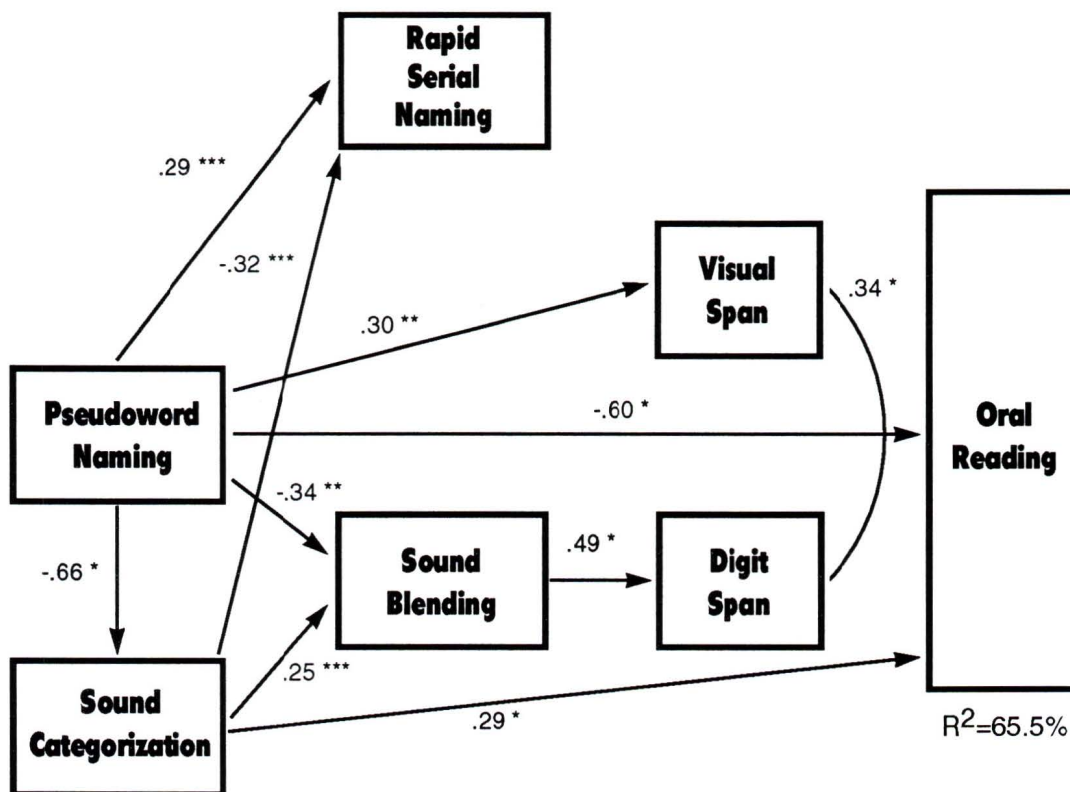 Rapid
Serial
Naming
.29 ***
-.32 ***
Visual
Span
.34 *
.30 **
Pseudoword
Naming
-.60 *
Oral
Reading
-.34 **
-.66 *
Sound
Blending
.49 *
Digit
Span
.25 ***
Sound
Categorization
.29 *
R2=65.5%